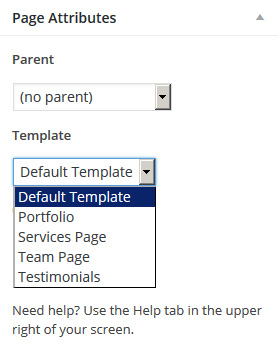 Page Attributes
Parent
(no parent)
Template
Default Template
Default Template
Portfolio
Services Page
Team Page
Testimonials
Need help? Use the Help tab in the upper
right of your screen.